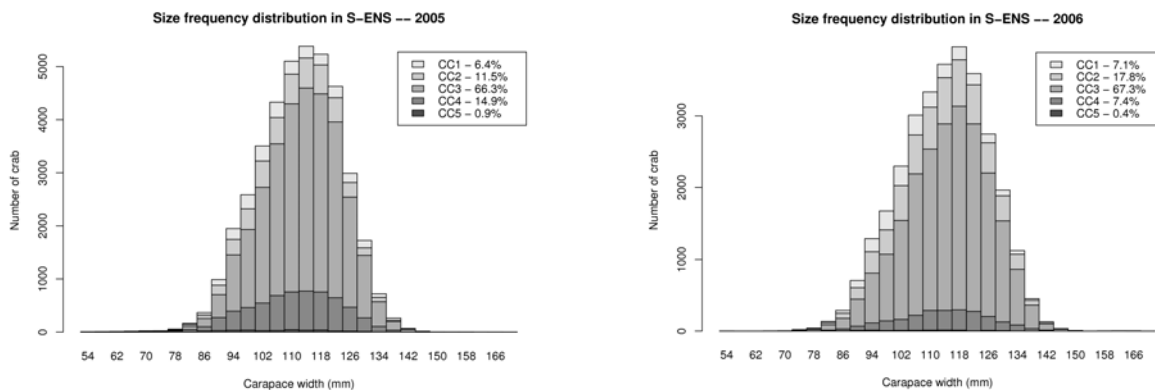 Size frequency distribution in S−ENS −− 2005
CC1 − 6.4%
CC2 − 11.5%
CC3 − 66.3%
CC4 − 14.9%
CC5 − 0.9%
Number of crab
5000
4000
3000
2000
1000
0
54 62 70 78 86 94 102 110 118 126 134 142 150 158 166
Carapace width (mm)
Size frequency distribution in S−ENS −− 2006
CC1 − 7.1%
CC2 − 17.8%
CC3 − 67.3%
CC4 − 7.4%
CC5 − 0.4%
Number of crab
3000
2000
1000
0
54 62 70 78 86 94 102 110 118 126 134 142 150 158 166
Carapace width (mm)